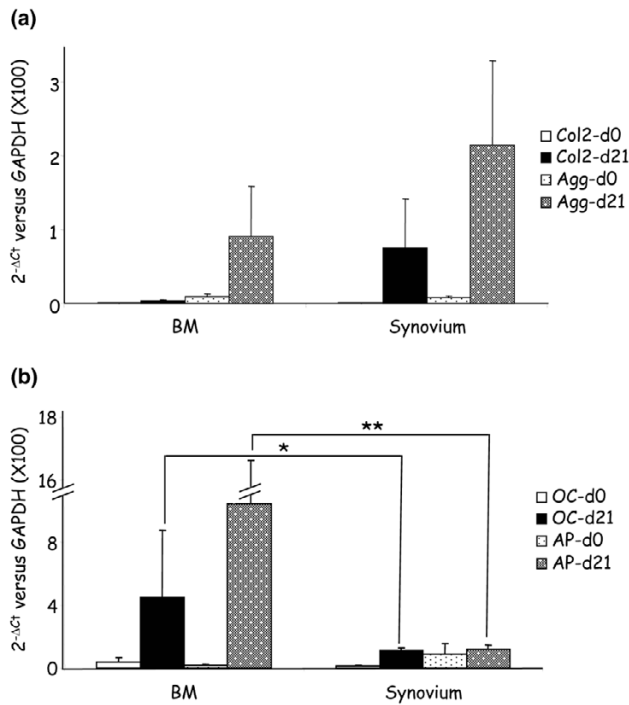 (a)
2-ΔCt versus GAPDH (X100)
3
2
1
0
BM
Synovium
Col2-d0
Col2-d21
Agg-d0
Agg-d21
(b)
2-ΔCt versus GAPDH (X100)
18
16
8
4
0
*
**
BM
Synovium
OC-d0
OC-d21
AP-d0
AP-d21